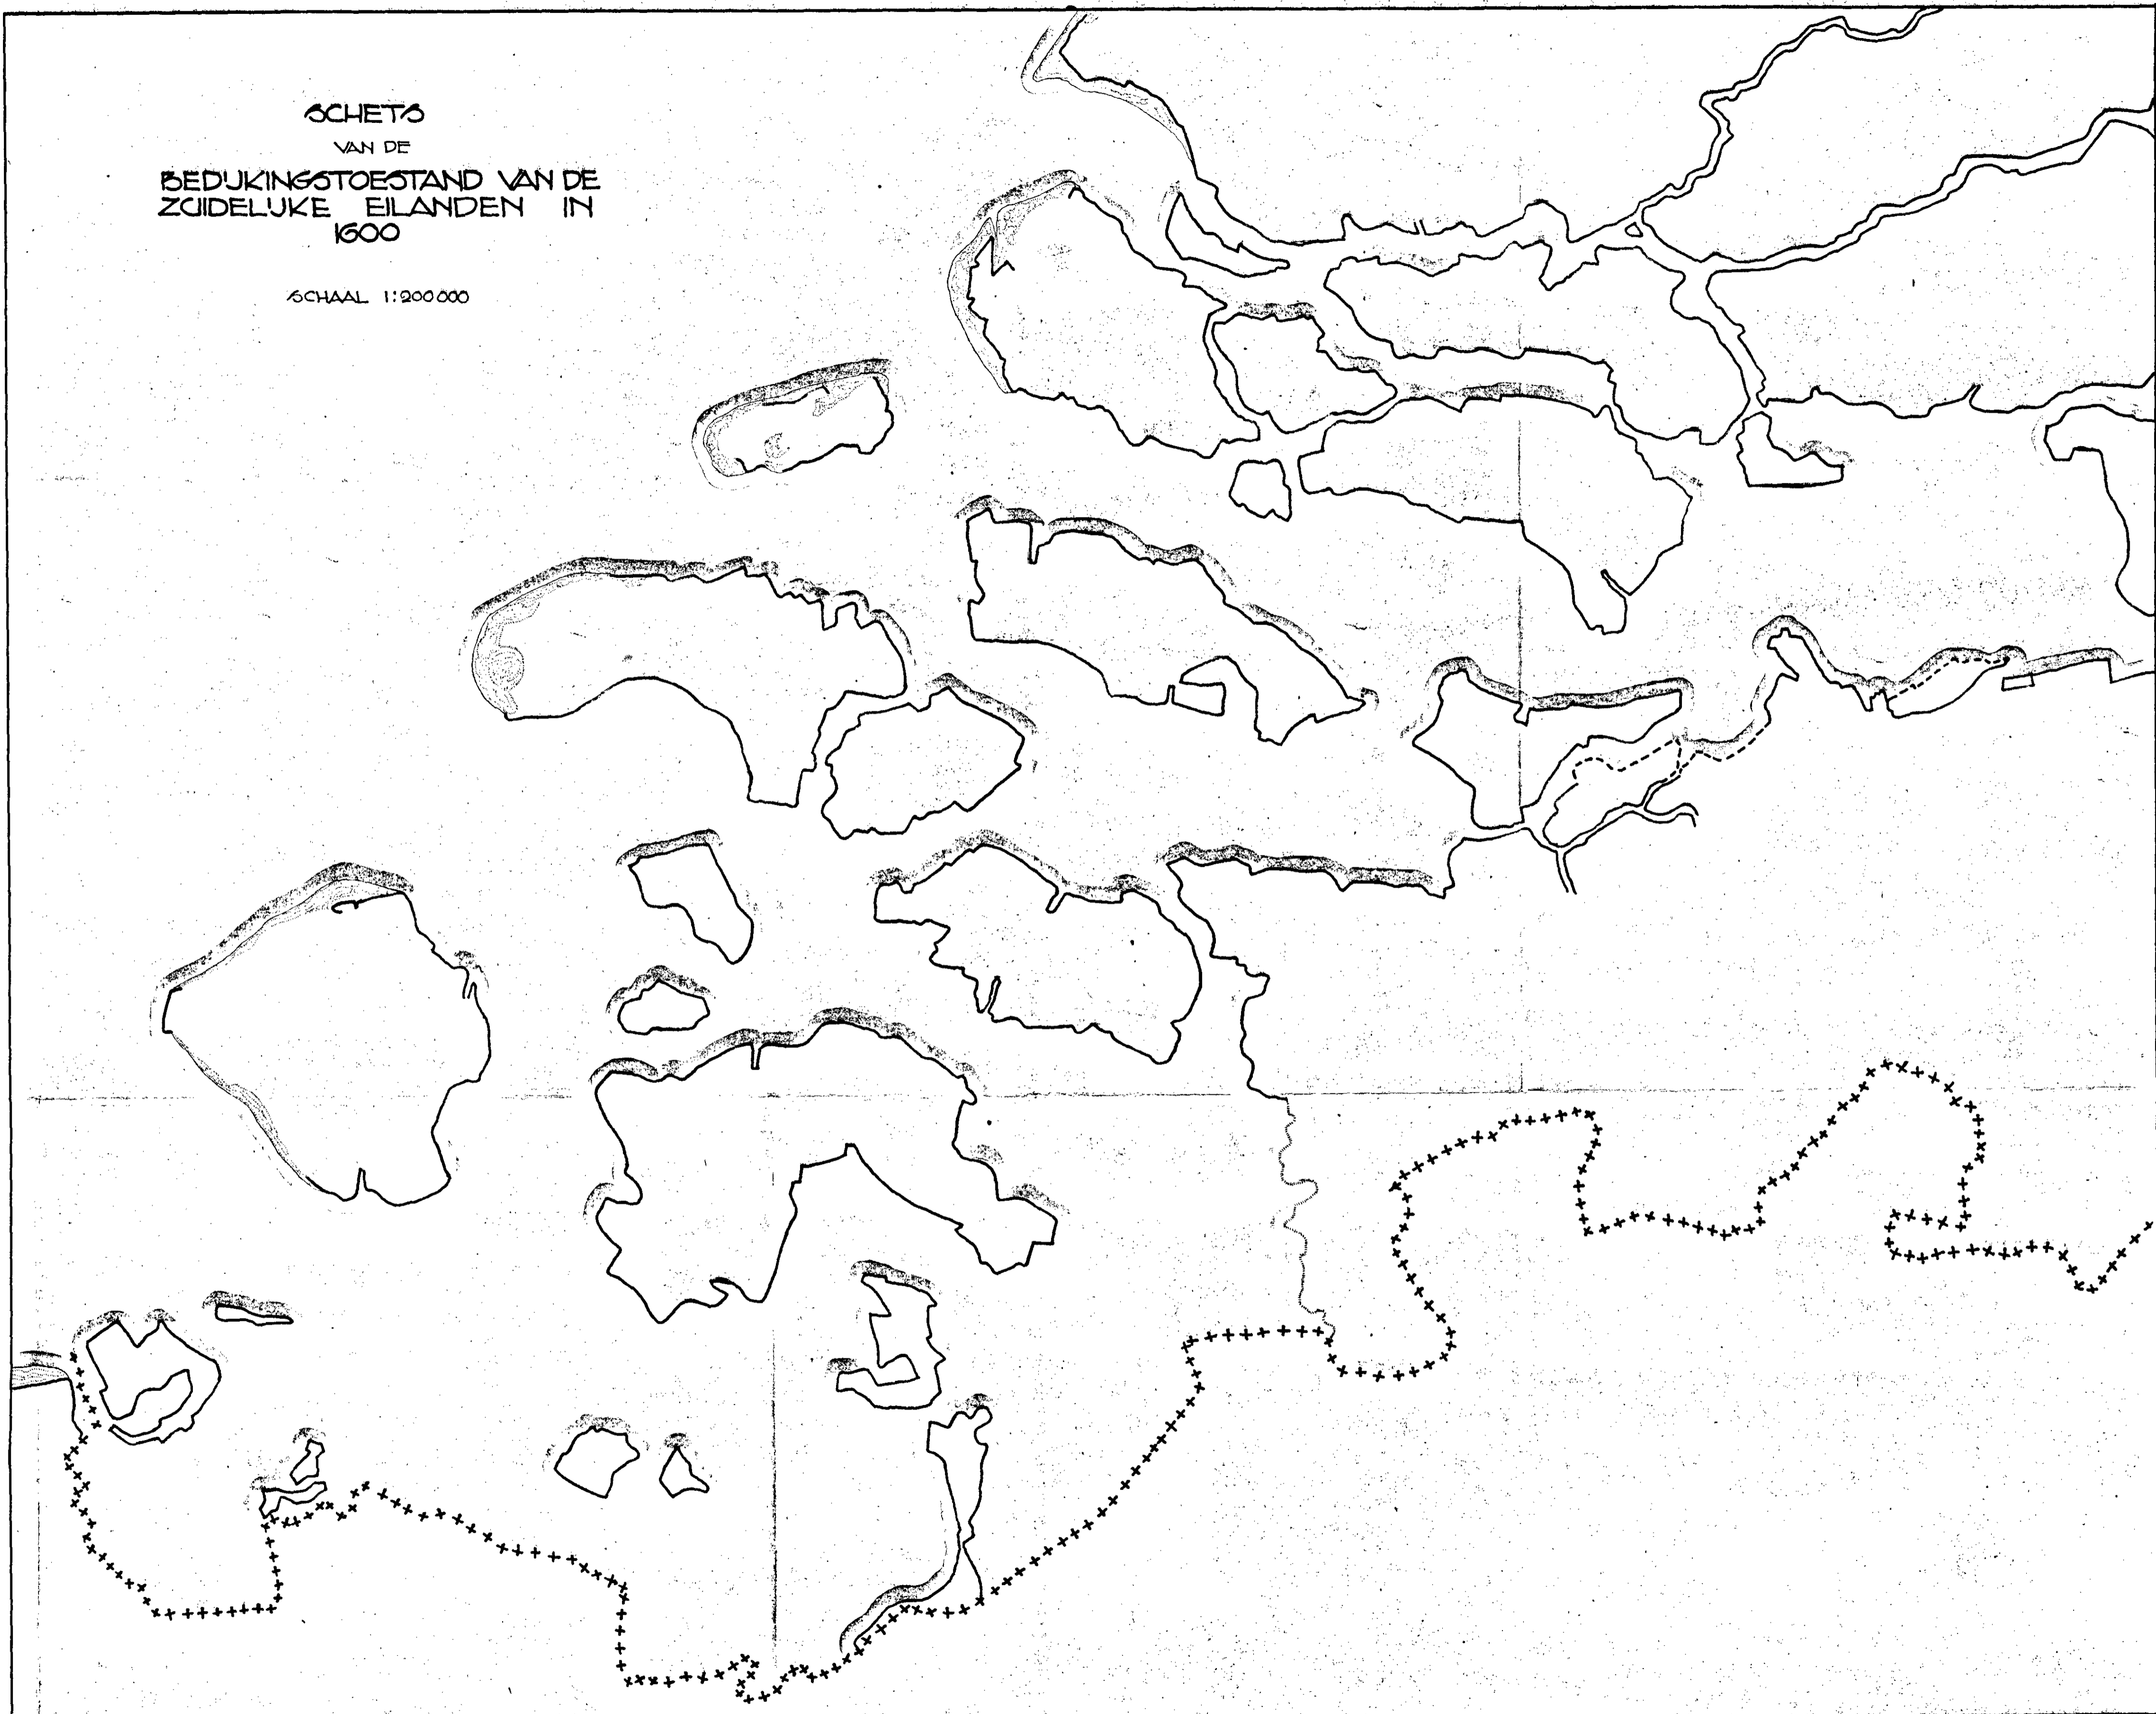 SCHETS
VAN DE
BEDIJKINGSTOESTAND VAN DE
ZUIDELIJKE EILANDEN IN
1600
SCHAAL 1:200000